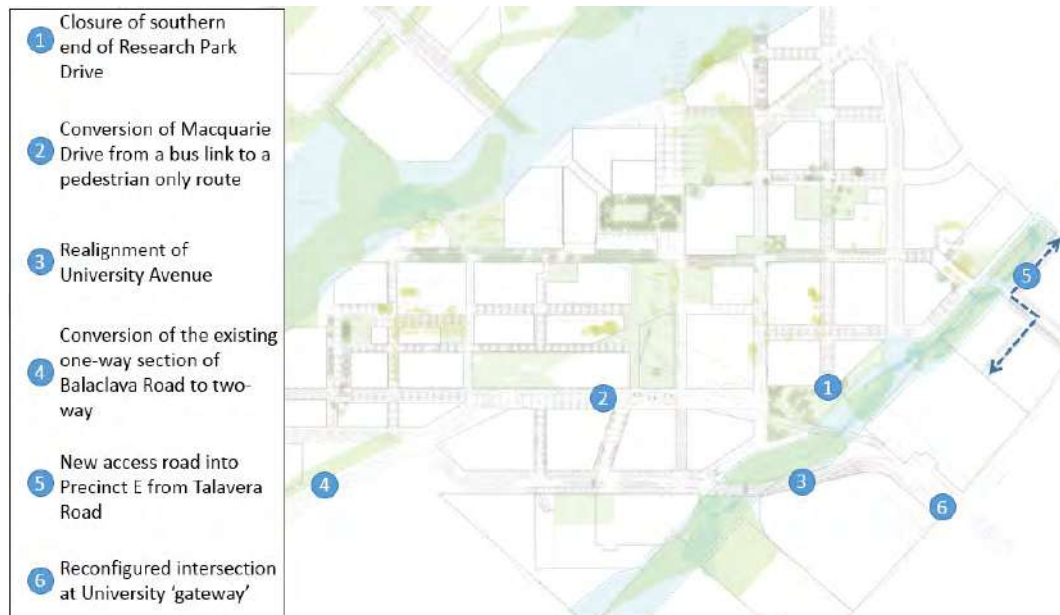 1
Closure of southern
end of Research Park
Drive
2
Conversion of Macquarie
Drive from a bus link to a
pedestrian only route
3
Realignment of
University Avenue
4
Conversion of the existing
one-way section of
Balaclava Road to two-
way
5
New access road into
Precinct E from Talavera
Road
6
Reconfigured intersection
at University ‘gateway’
5
1
2
3
4
6